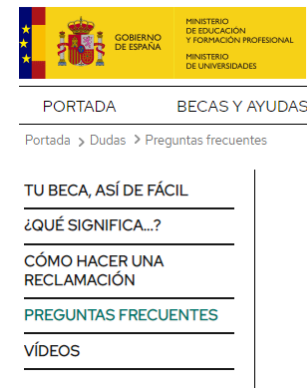 GOBIERNO
DE ESPAÑA
MINISTERIO
DE EDUCACIÓN
Y FORMACIÓN PROFESIONAL
MINISTERIO
DE UNIVERSIDADES
PORTADA BECAS Y AYUDAS
Portada > Dudas > Preguntas frecuentes
TU BECA, ASÍ DE FÁCIL
¿QUÉ SIGNIFICA...?
CÓMO HACER UNA
RECLAMACIÓN
PREGUNTAS FRECUENTES
VÍDEOS